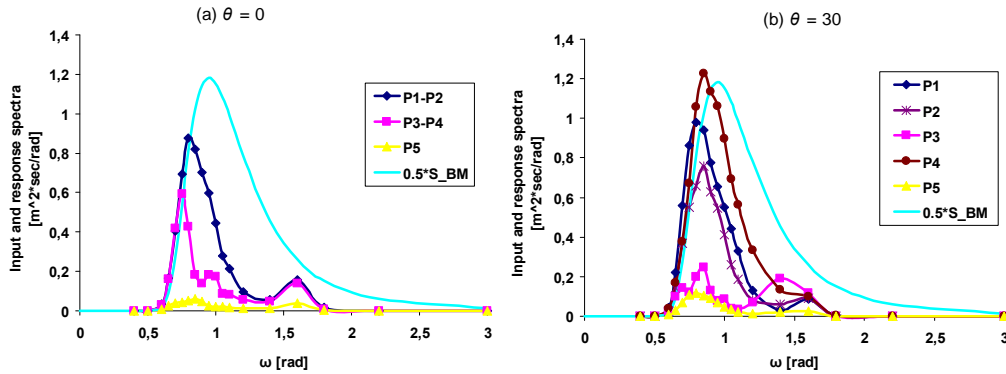 (a) θ = 0
Input and response spectra
[m^2*sec/rad]
1,4
1,2
1
0,8
0,6
0,4
0,2
0
0
0,5
1
1,5
2
2,5
3
ω [rad]
P1-P2
P3-P4
P5
0.5*S_BM
(b) θ = 30
Input and response spectra
[m^2*sec/rad]
1,4
1,2
1
0,8
0,6
0,4
0,2
0
0
0,5
1
1,5
2
2,5
3
ω [rad]
P1
P2
P3
P4
P5
0.5*S_BM